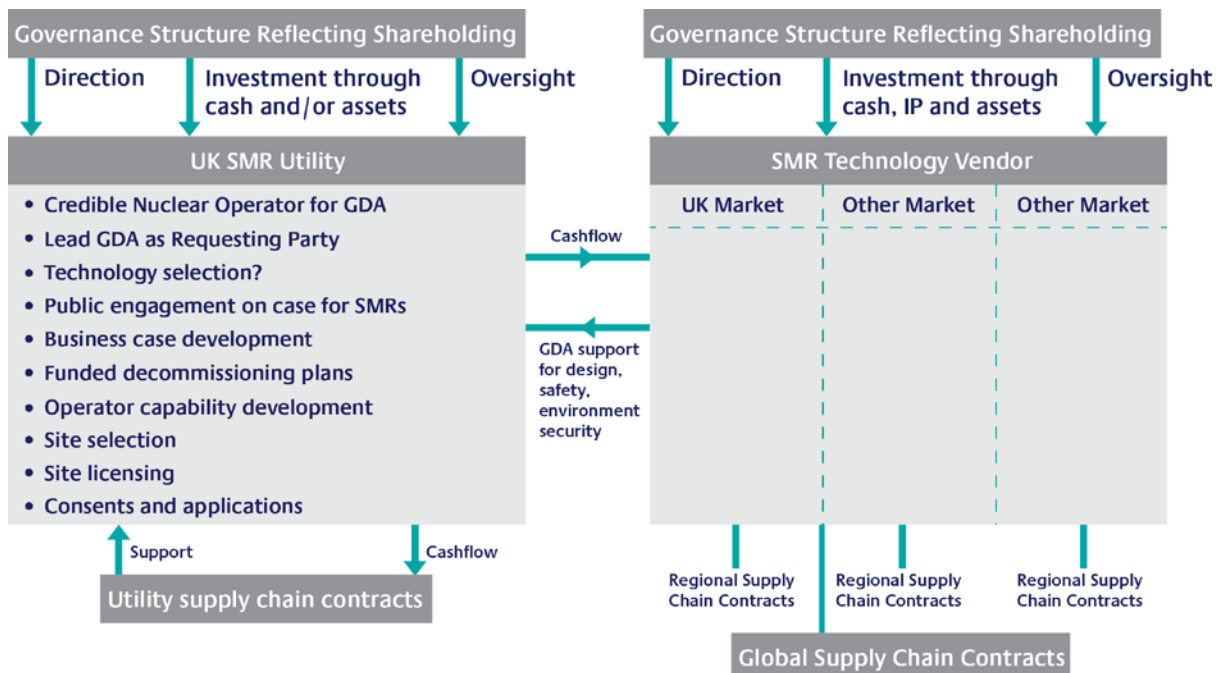 Governance Structure Reflecting Shareholding
Direction
Investment through
cash and/or assets
Oversight
UK SMR Utility
• Credible Nuclear Operator for GDA
• Lead GDA as Requesting Party
• Technology selection?
• Public engagement on case for SMRs
• Business case development
• Funded decommissioning plans
• Operator capability development
• Site selection
• Site licensing
• Consents and applications
Support
Cashflow
Utility supply chain contracts
Cashflow
GDA support
for design,
safety,
environment
security
Governance Structure Reflecting Shareholding
Direction
Investment through
cash, IP and assets
Oversight
SMR Technology Vendor
UK Market
Other Market
Other Market
Regional Supply
Chain Contracts
Regional Supply
Chain Contracts
Regional Supply
Chain Contracts
Global Supply Chain Contracts